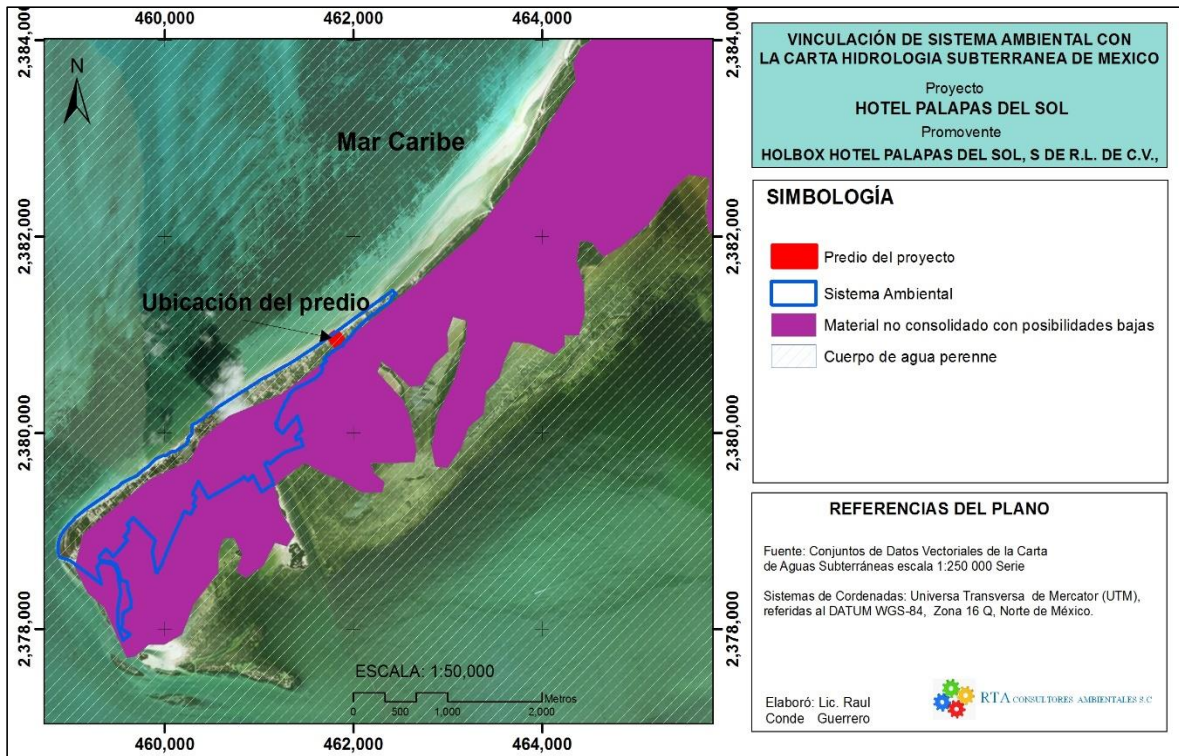 460,000 462,000 464,000
2,384,000 2,384,000
N
Mar Caribe
2,382,000 2,382,000
Ubicación del predio
2,380,000 2,380,000
2,378,000 2,378,000
ESCALA: 1:50,000
Metros
0 500 1,000 2,000
460,000 462,000 464,000
VINCULACIÓN DE SISTEMA AMBIENTAL CON
LA CARTA HIDROLOGIA SUBTERRANEA DE MEXICO
Proyecto
HOTEL PALAPAS DEL SOL
Promovente
HOLBOX HOTEL PALAPAS DEL SOL, S DE R.L. DE C.V.,
SIMBOLOGÍA
Predio del proyecto
Sistema Ambiental
Material no consolidado con posibilidades bajas
Cuerpo de agua perenne
REFERENCIAS DEL PLANO
Fuente: Conjuntos de Datos Vectoriales de la Carta
de Aguas Subterráneas escala 1:250 000 Serie
Sistemas de Cordenadas: Universa Transversa de Mercator (UTM),
referidas al DATUM WGS-84, Zona 16 Q, Norte de México.
Elaboró: Lic. Raul
Conde Guerrero
RTA CONSULTORES AMBIENTALES S.C